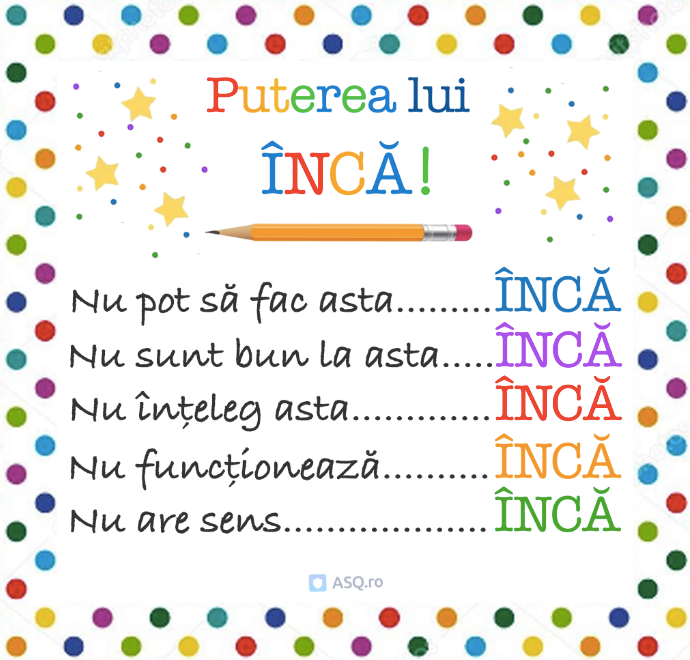 Puterea lui
ÎNCĂ!
Nu pot să fac asta.........ÎNCĂ
Nu sunt bun la asta.....ÎNCĂ
Nu înțeleg asta.............ÎNCĂ
Nu funcționează..........ÎNCĂ
Nu are sens...................ÎNCĂ
ASQ.ro